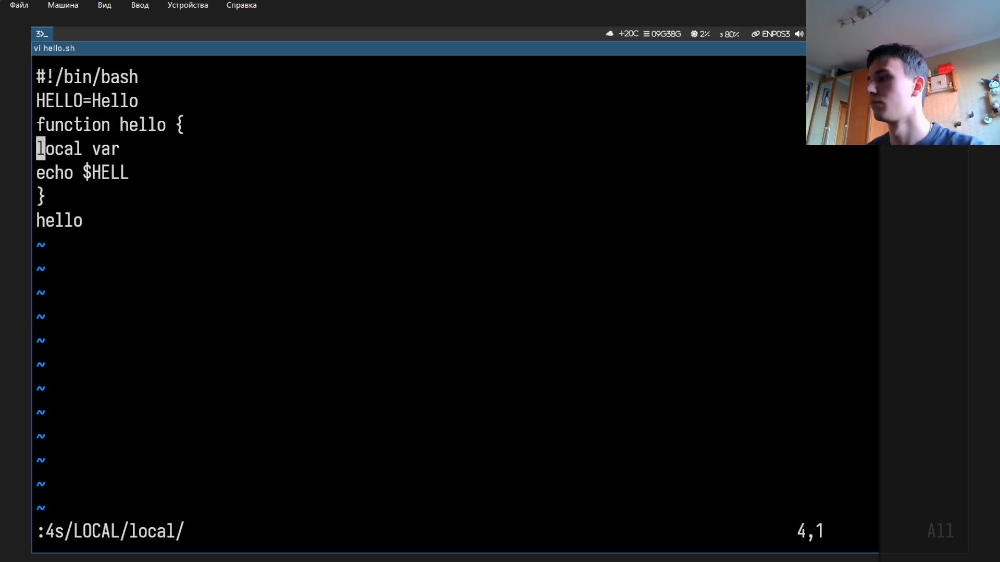 Файл Машина Вид Ввод Устройства Справка
3>_ +20C 09G38G 2% 3 80% ENP0S3
vi hello.sh
#!/bin/bash
HELLO=Hello
function hello {
local var
echo $HELL
}
hello
~
~
~
~
~
~
~
~
~
~
~
~
:4s/LOCAL/local/ 4,1 All